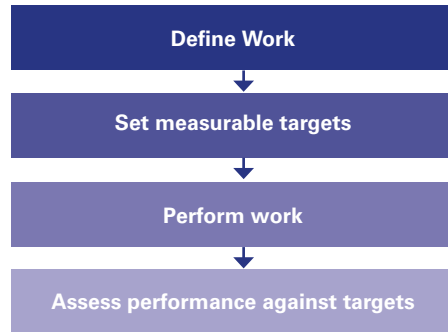 Define Work
Set measurable targets
Perform work
Assess performance against targets